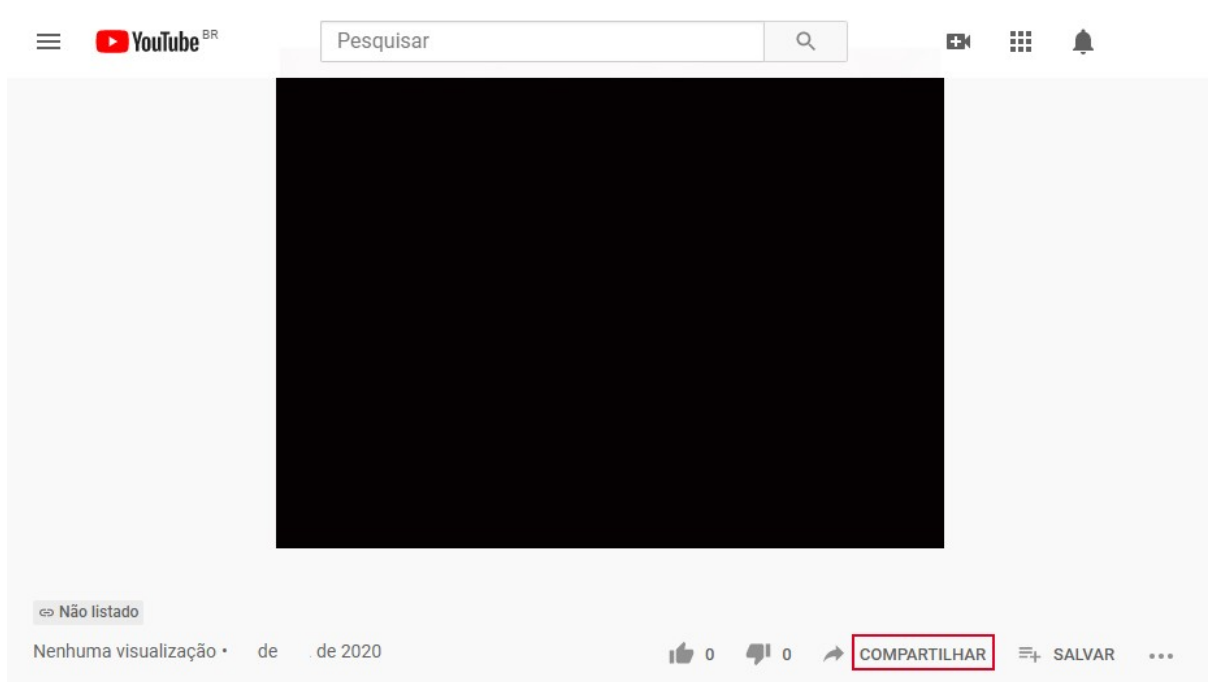 YouTube BR
Pesquisar
Não listado
Nenhuma visualização • de de 2020
0 0 COMPARTILHAR SALVAR